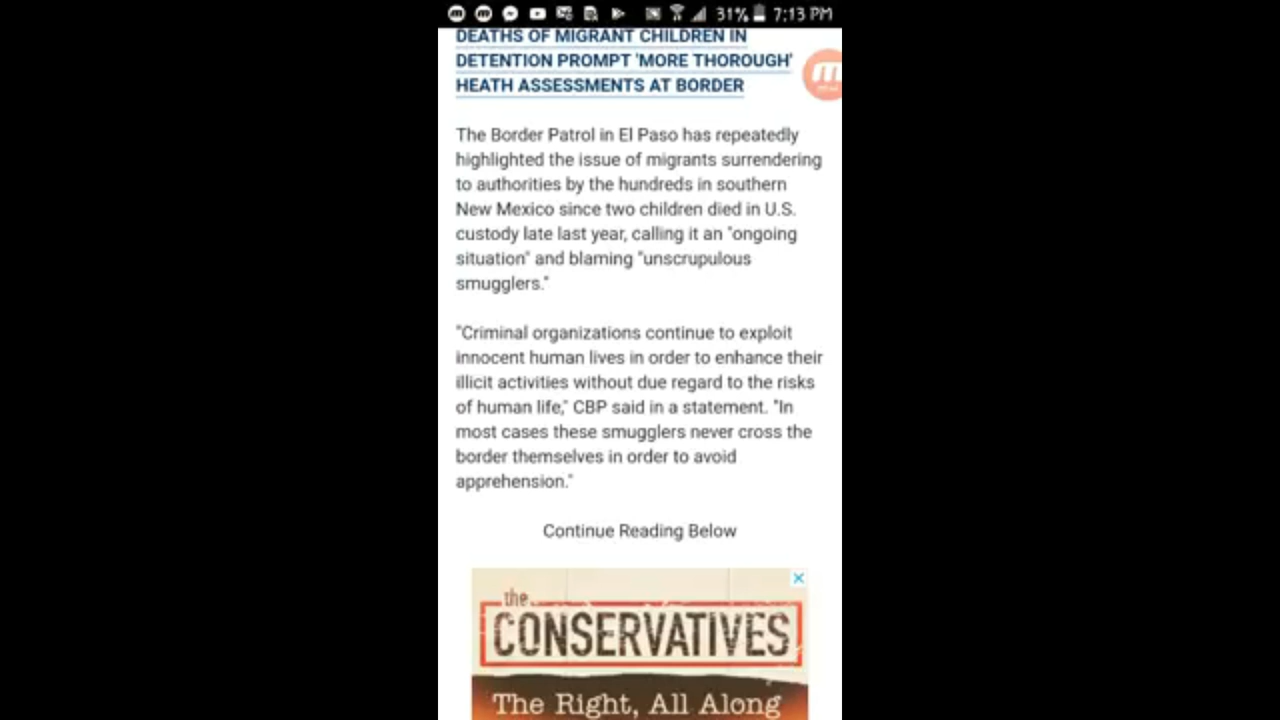 31% 7:13 PM
DEATHS OF MIGRANT CHILDREN IN
DETENTION PROMPT 'MORE THOROUGH'
HEATH ASSESSMENTS AT BORDER
The Border Patrol in El Paso has repeatedly
highlighted the issue of migrants surrendering
to authorities by the hundreds in southern
New Mexico since two children died in U.S.
custody late last year, calling it an "ongoing
situation" and blaming "unscrupulous
smugglers."
"Criminal organizations continue to exploit
innocent human lives in order to enhance their
illicit activities without due regard to the risks
of human life," CBP said in a statement. "In
most cases these smugglers never cross the
border themselves in order to avoid
apprehension."
Continue Reading Below
the
CONSERVATIVES
The Right, All Along